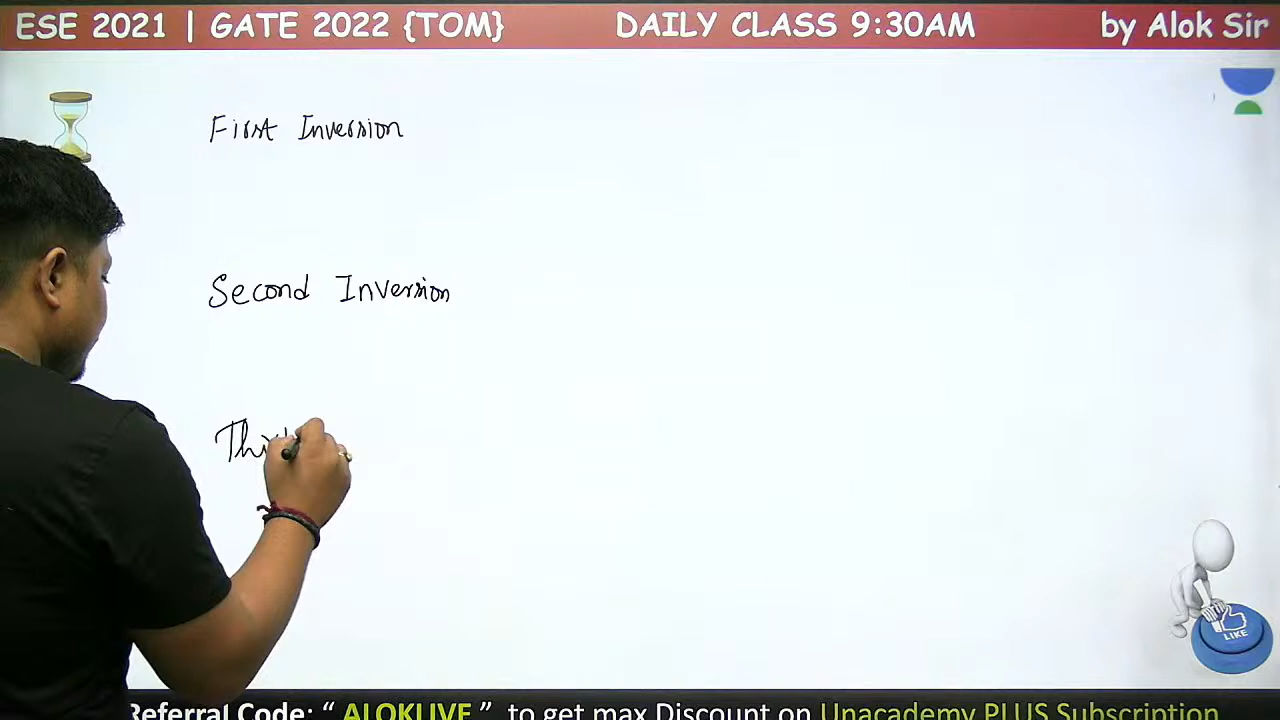 ESE 2021 | GATE 2022 {TOM} DAILY CLASS 9:30AM by Alok Sir
First Inversion
Second Inversion
LIKE
Referral Code: “ ALOKLIVE ” to get max Discount on Unacademy PLUS Subscription